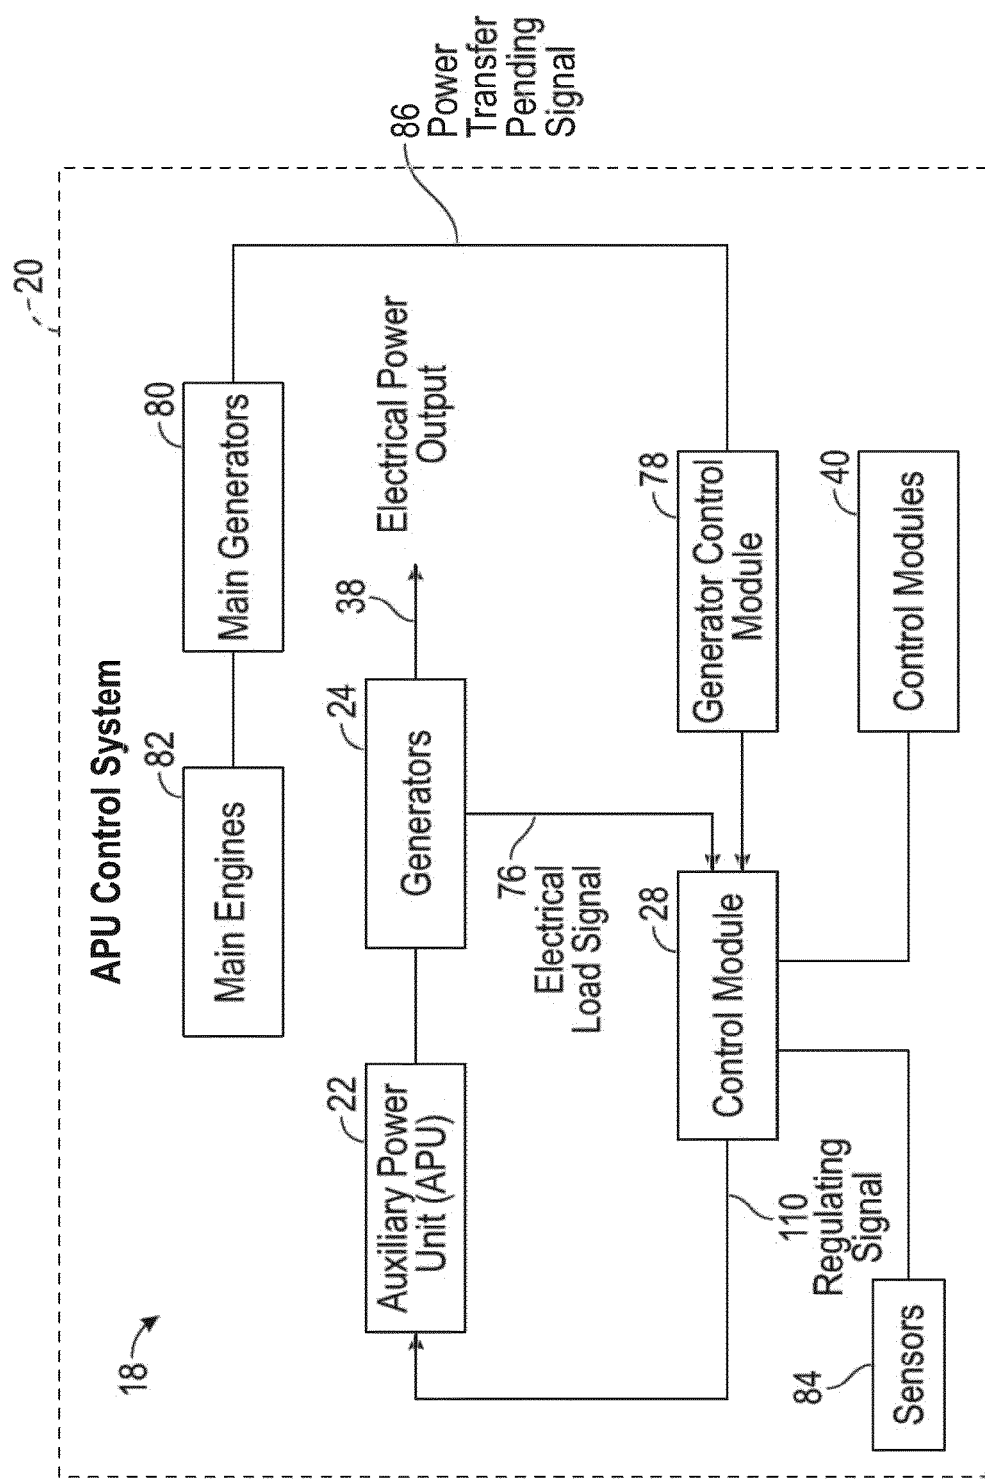 APU Control System
20
18
82
Main Engines
80
Main Generators
86
Power
Transfer
Pending
Signal
22
Auxiliary Power
Unit (APU)
24
Generators
38
Electrical Power
Output
76
Electrical
Load Signal
28
Control Module
78
Generator Control
Module
110
Regulating
Signal
84
Sensors
40
Control Modules